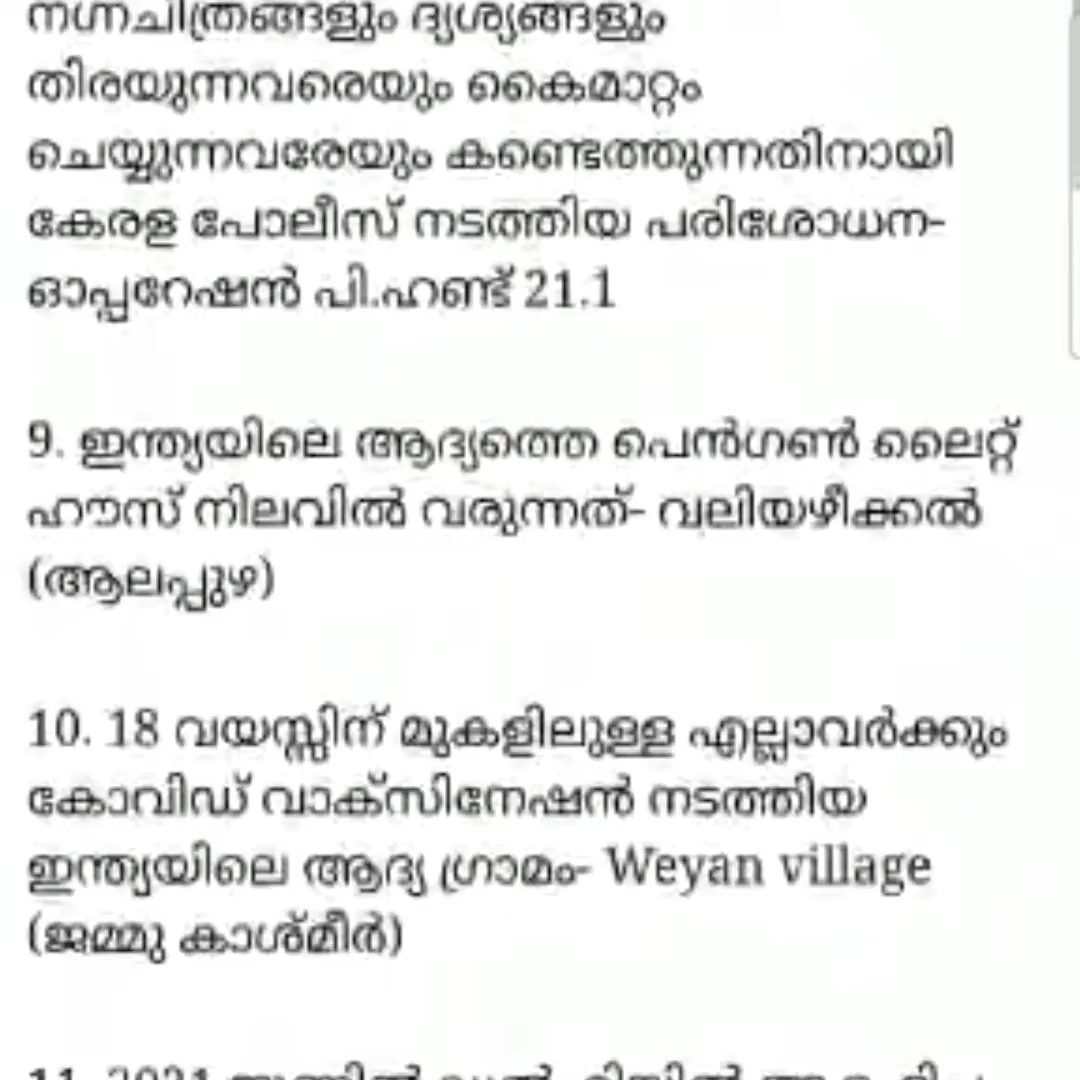 നഗ്നചിത്രങ്ങളും ദൃശ്യങ്ങളും
തിരയുന്നവരെയും കൈമാറ്റം
ചെയ്യുന്നവരേയും കണ്ടെത്തുന്നതിനായി
കേരള പോലീസ് നടത്തിയ പരിശോധന-
ഓപ്പറേഷൻ പി.ഹണ്ട് 21.1
9. ഇന്ത്യയിലെ ആദ്യത്തെ പെൻഗൺ ലൈറ്റ്
ഹൗസ് നിലവിൽ വരുന്നത്- വലിയഴീക്കൽ
(ആലപ്പുഴ)
10. 18 വയസ്സിന് മുകളിലുള്ള എല്ലാവർക്കും
കോവിഡ് വാക്സിനേഷൻ നടത്തിയ
ഇന്ത്യയിലെ ആദ്യ ഗ്രാമം- Weyan village
(ജമ്മു കാശ്മീർ)
11. 2021